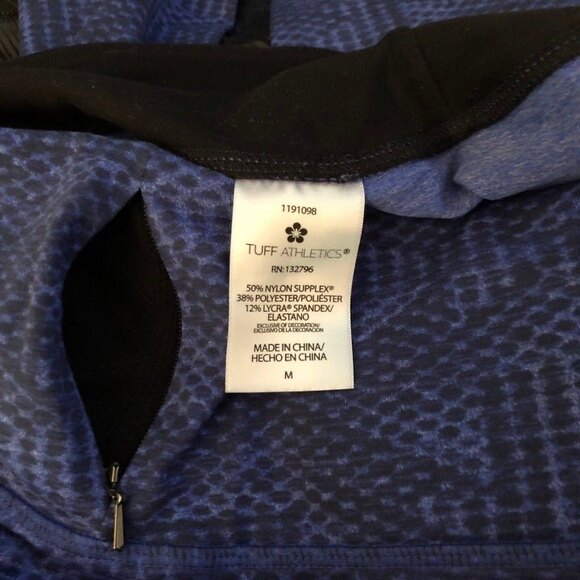 1191098
TUFF ATHLETICS®
RN:132796
50% NYLON SUPPLEX®
38% POLYESTER/POLIÉSTER
12% LYCRA® SPANDEX/
ELASTANO
EXCLUSIVE OF DECORATION/
EXCLUSIVO DE LA DECORACIÓN
MADE IN CHINA/
HECHO EN CHINA
M